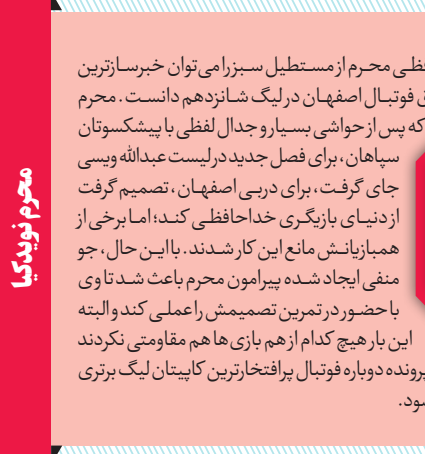 محرم نویدکیا
محرم از مستطیل سبز را می‌توان خبرسازترین
فوتبال اصفهان در لیگ شانزدهم دانست. محرم
که پس از حواشی بسیار و جدال لفظی با پیشکسوتان
سپاهان، برای فصل جدید در لیست عبدالله ویسی
جای گرفت، برای دربی اصفهان، تصمیم گرفت
از دنیای بازیگری خداحافظی کند؛ اما برخی از
همبازیانش مانع این کار شدند. با این حال، جو
منفی ایجاد شده پیرامون محرم باعث شد تا وی
با حضور در تمرین تصمیمش را عملی کند و البته
این بار هیچ کدام از هم بازی ها هم مقاومتی نکردند
پرونده دوباره فوتبال پرافتخارترین کاپیتان لیگ برتری